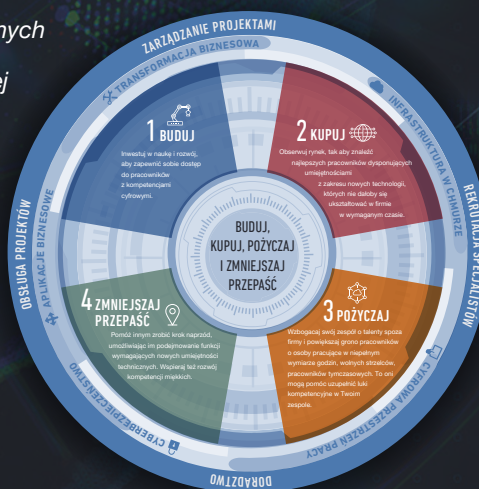 nych
ej
ZARZĄDZANIE PROJEKTAMI
REKRUTACJA SPECJALISTÓW
DORADZTWO
OBSŁUGA PROJEKTÓW
TRANSFORMACJA BIZNESOWA
INFRASTRUKTURA W CHMURZE
CYFROWA PRZESTRZEŃ PRACY
CYBERBEZPIECZEŃSTWO
APLIKACJE BIZNESOWE
1 BUDUJ
Inwestuj w naukę i rozwój,
aby zapewnić sobie dostęp
do pracowników
z kompetencjami
cyfrowymi.
2 KUPUJ
Obserwuj rynek, tak aby znaleźć
najlepszych pracowników dysponujących
umiejętnościami
z zakresu nowych technologii,
których nie dałoby się
ukształtować w firmie
w wymaganym czasie.
BUDUJ,
KUPUJ, POŻYCZAJ
I ZMNIEJSZAJ
PRZEPAŚĆ
3 POŻYCZAJ
Wzbogacaj swój zespół o talenty spoza
firmy i powiększaj grono pracowników
o osoby pracujące w niepełnym
wymiarze godzin, wolnych strzelców,
pracowników tymczasowych. To oni
mogą pomóc uzupełnić luki
kompetencyjne w Twoim
zespole.
4 ZMNIEJSZAJ
PRZEPAŚĆ
Pomóż innym zrobić krok naprzód,
umożliwiając im podejmowanie funkcji
wymagających nowych umiejętności
technicznych. Wspieraj też rozwój
kompetencji miękkich.